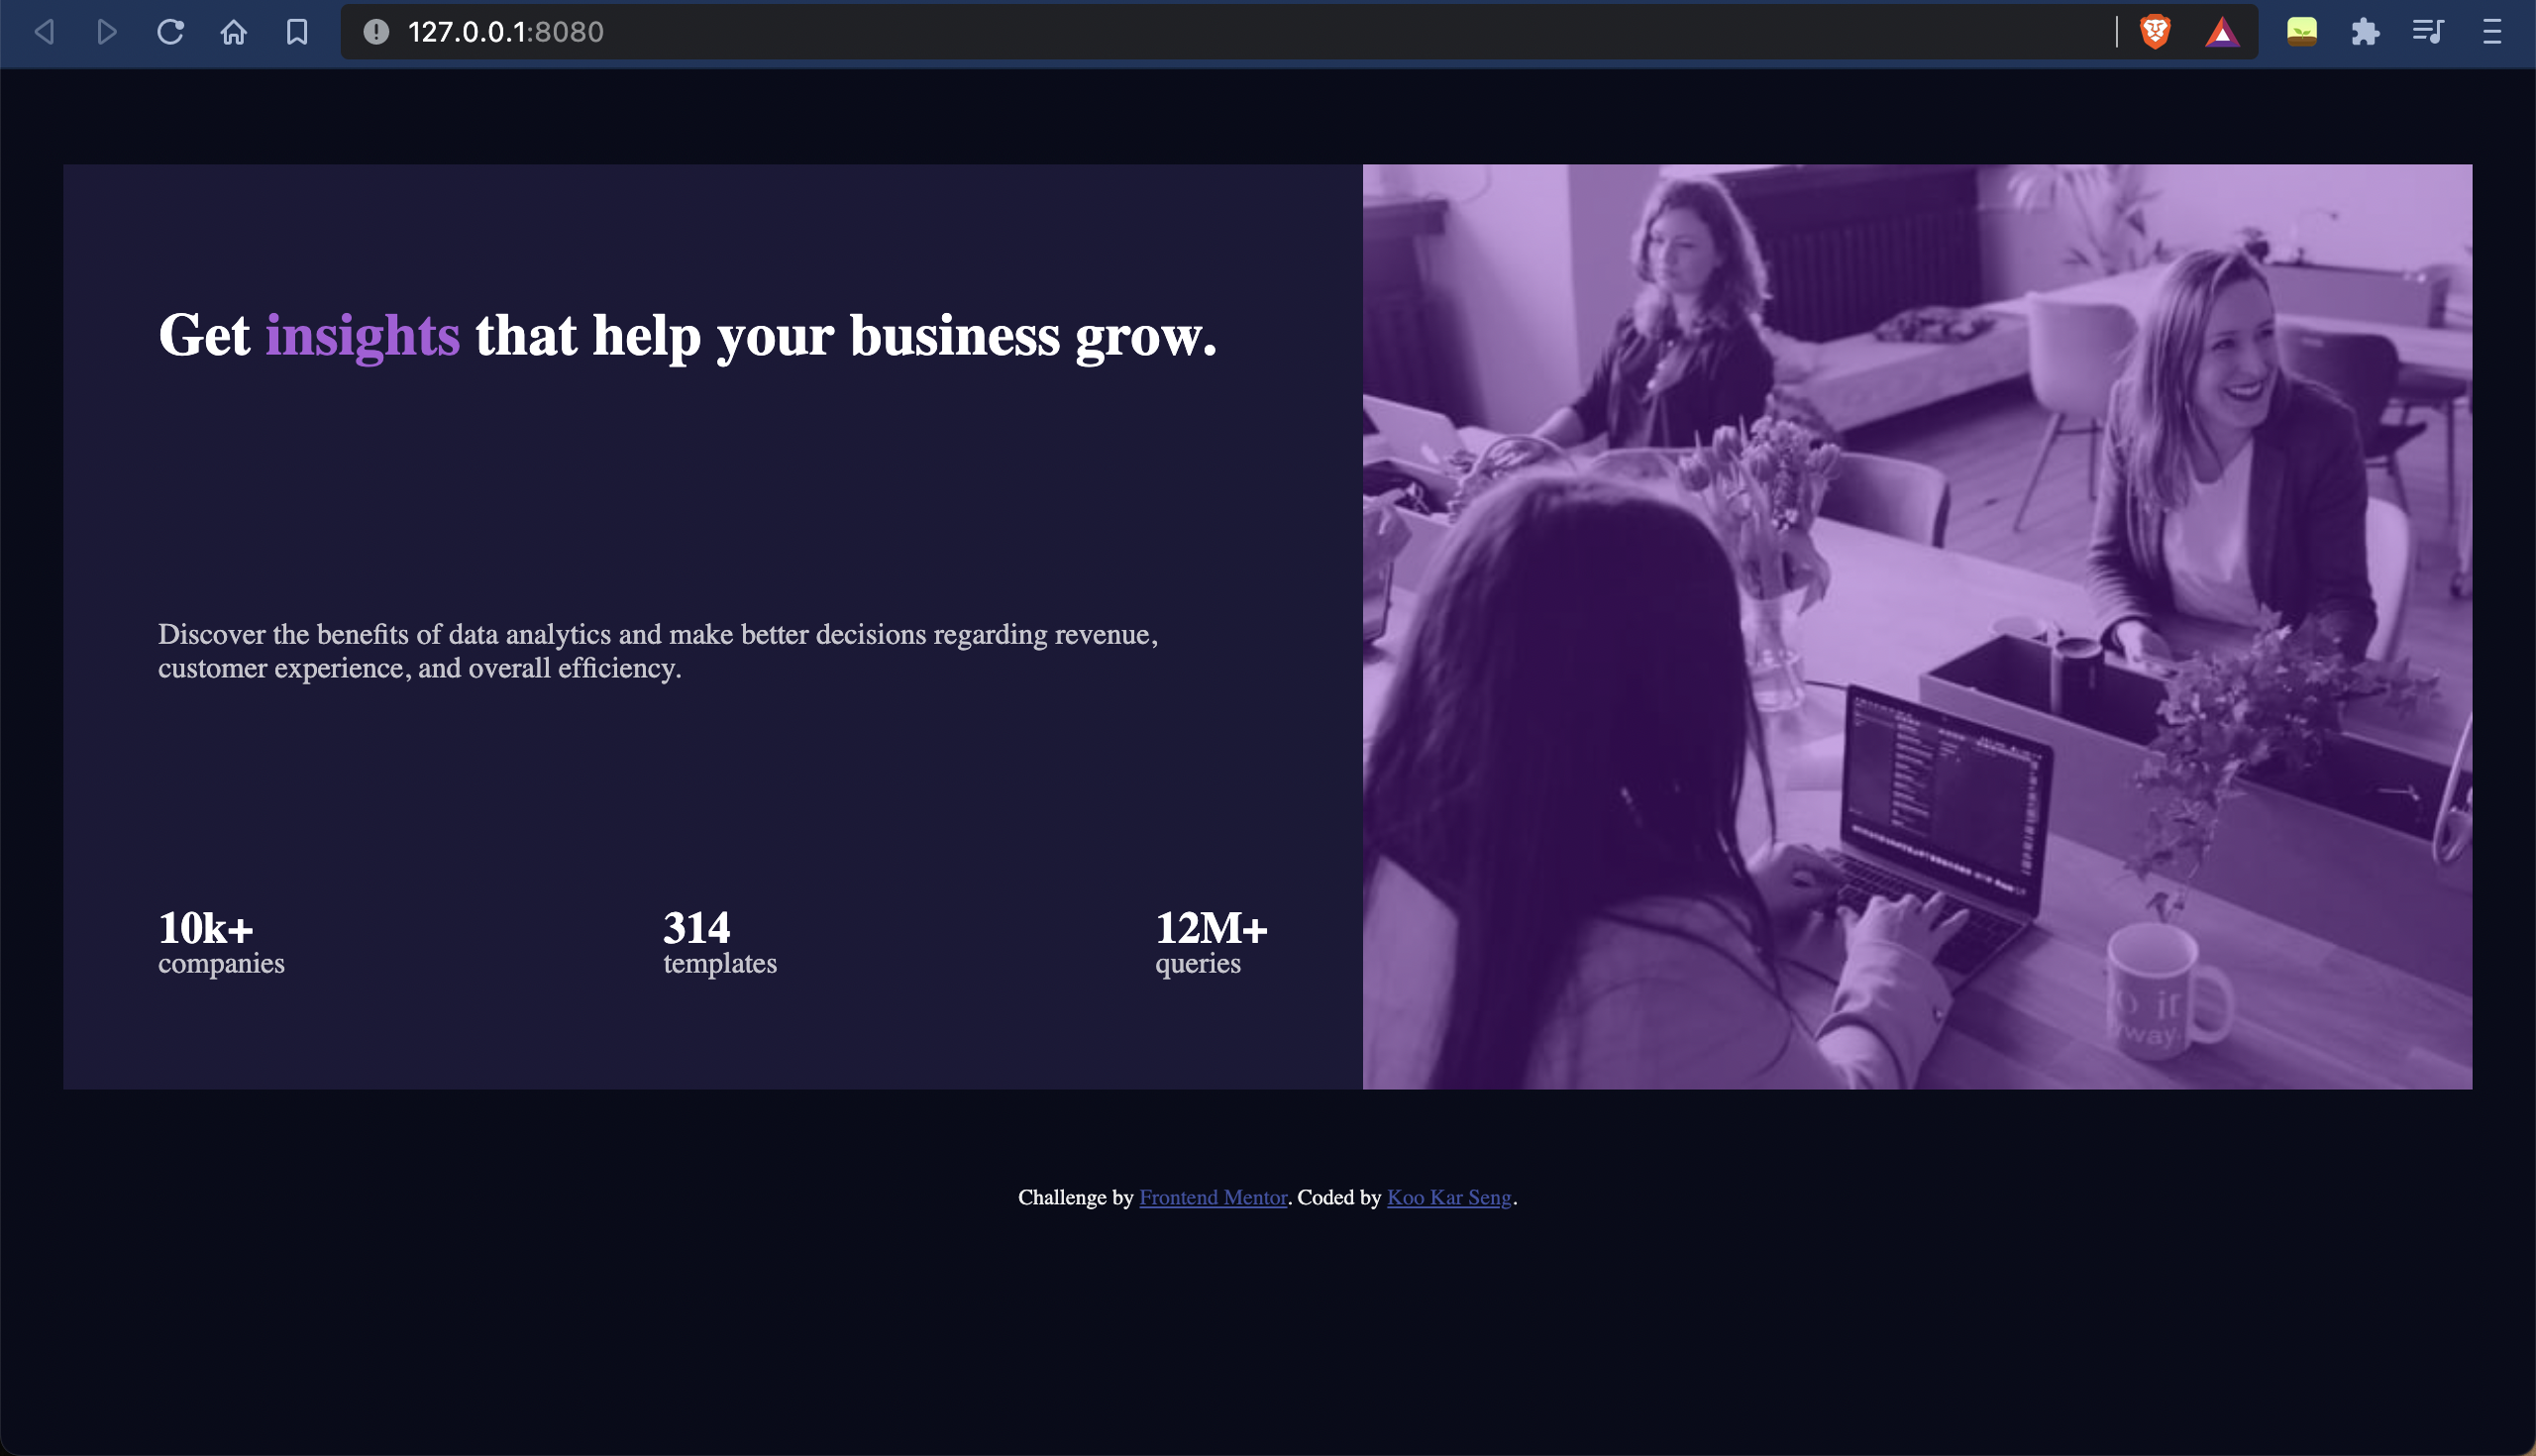 127.0.0.1:8080
Get insights that help your business grow.
Discover the benefits of data analytics and make better decisions regarding revenue,
customer experience, and overall efficiency.
10k+ 314 12M+
companies templates queries
Challenge by Frontend Mentor. Coded by Koo Kar Seng.